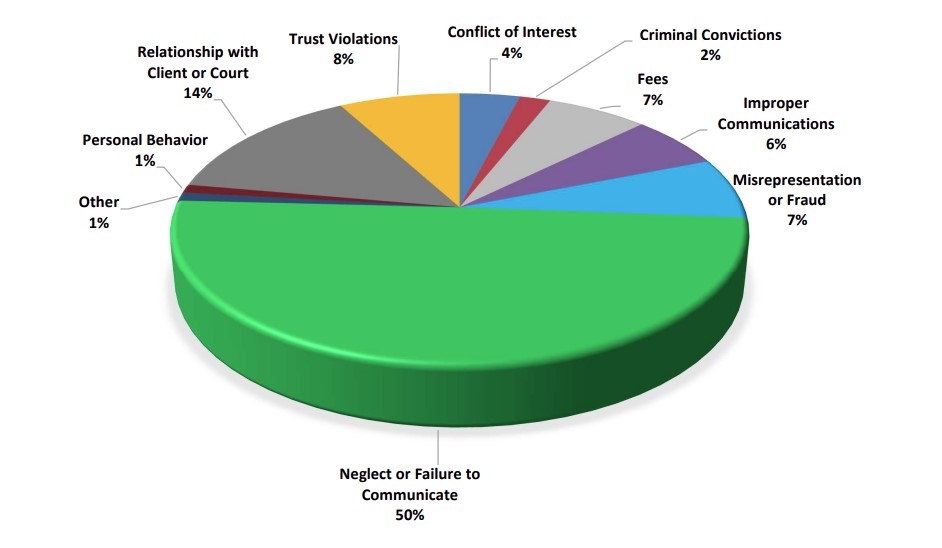 Conflict of Interest
4%
Criminal Convictions
2%
Fees
7%
Improper
Communications
6%
Misrepresentation
or Fraud
7%
Neglect or Failure to
Communicate
50%
Other
1%
Personal Behavior
1%
Relationship with
Client or Court
14%
Trust Violations
8%